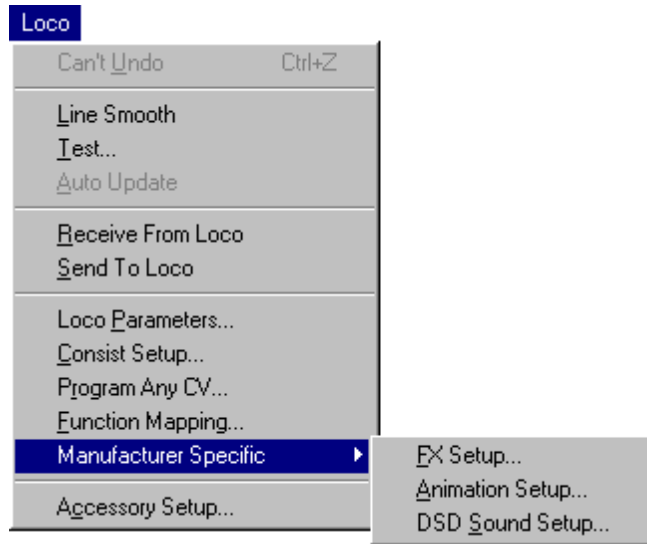 Loco
Can't Undo Ctrl+Z
Line Smooth
Test...
Auto Update
Receive From Loco
Send To Loco
Loco Parameters...
Consist Setup...
Program Any CV...
Function Mapping...
Manufacturer Specific
FX Setup...
Animation Setup...
DSD Sound Setup...
Accessory Setup...